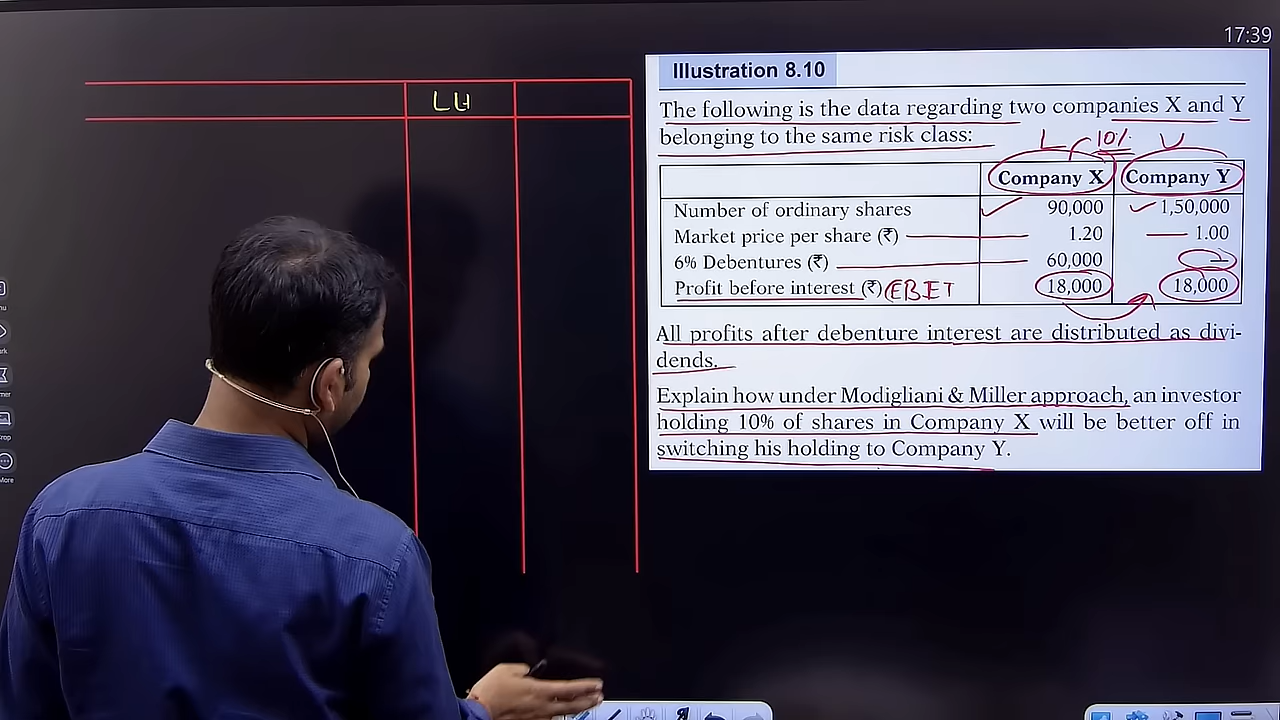 17:39
Illustration 8.10
The following is the data regarding two companies X and Y
belonging to the same risk class:
L 10% U
Company X Company Y
Number of ordinary shares 90,000 1,50,000
Market price per share (₹) 1.20 1.00
6% Debentures (₹) 60,000 —
Profit before interest (₹) EBIT 18,000 18,000
All profits after debenture interest are distributed as divi-
dends.
Explain how under Modigliani & Miller approach, an investor
holding 10% of shares in Company X will be better off in
switching his holding to Company Y.
More